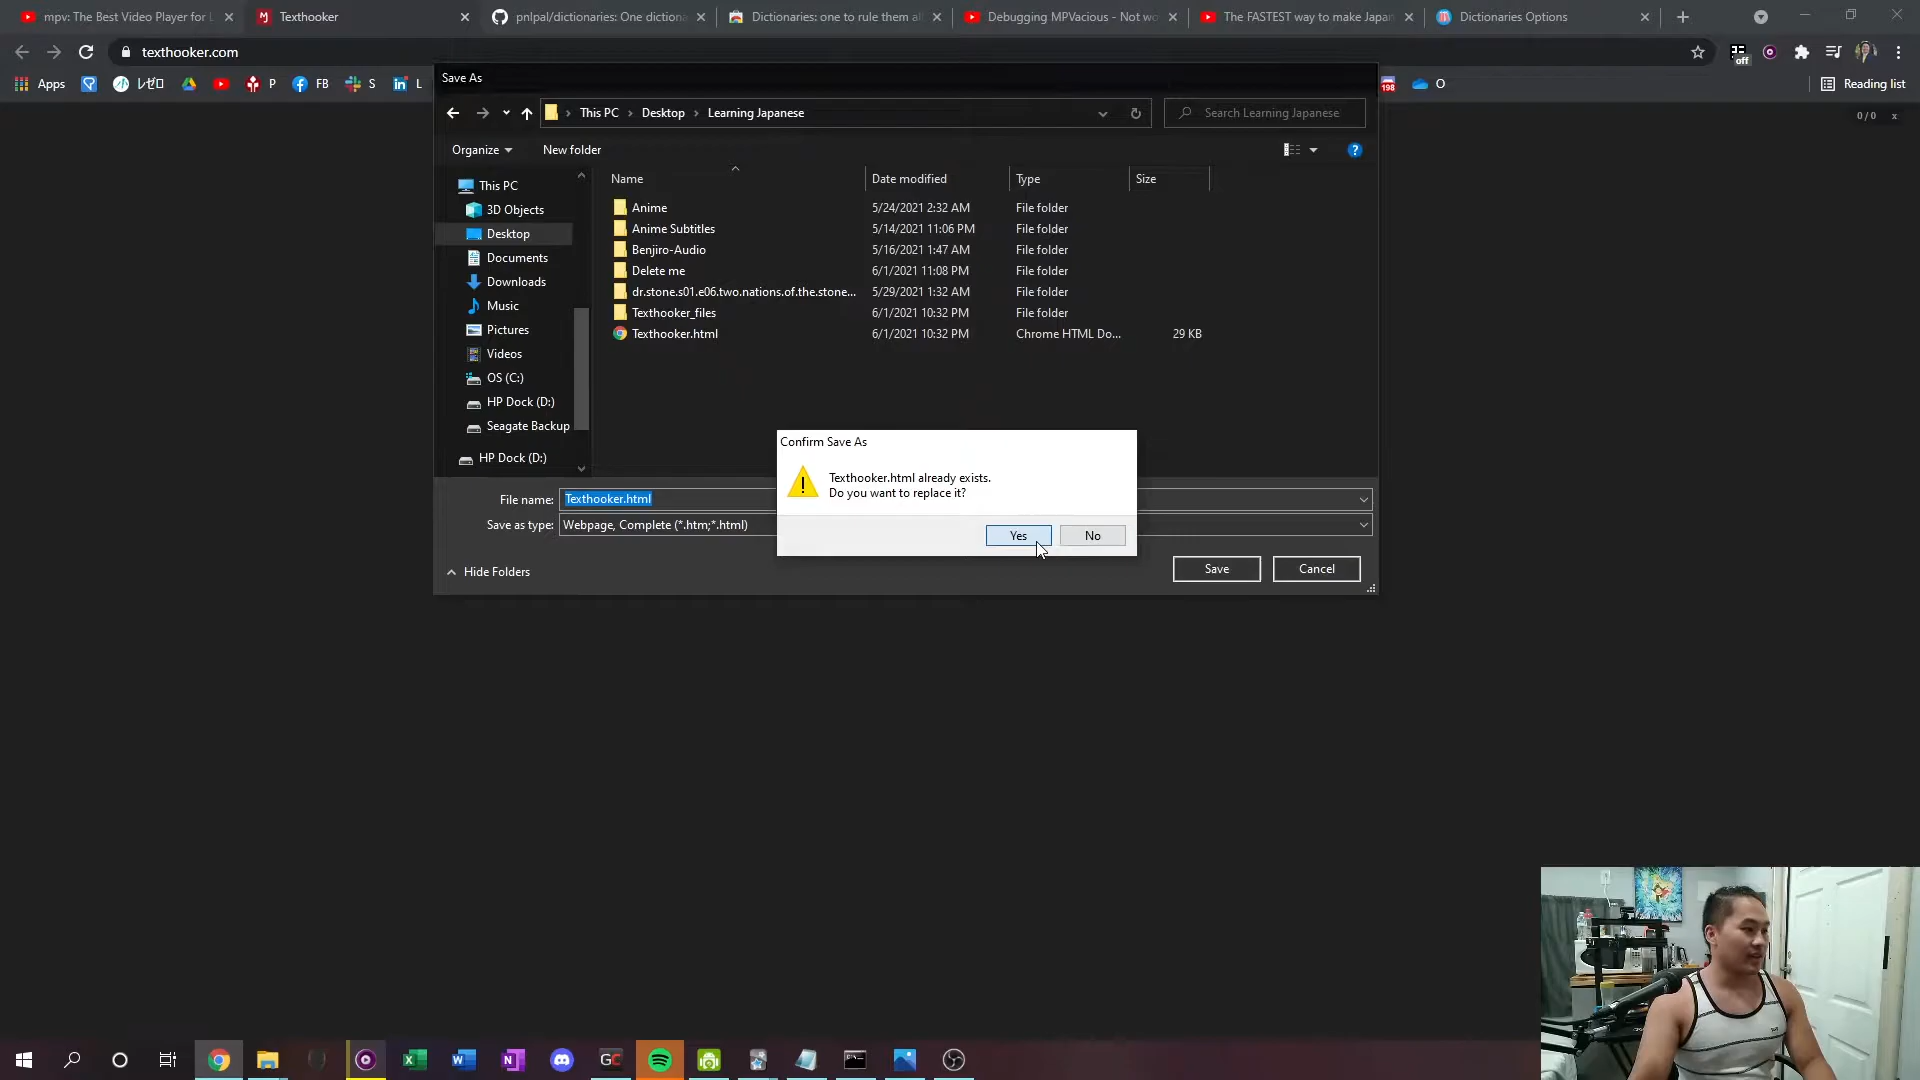 mpv: The Best Video Player for L
Texthooker
pnlpal/dictionaries: One dictiona
Dictionaries: one to rule them al
Debugging MPVacious - Not wo
The FASTEST way to make Japan
Dictionaries Options
texthooker.com
off
Apps
レゼロ
P
FB
S
L
198
O
Reading list
0 / 0 x
Save As
This PC > Desktop > Learning Japanese
Search Learning Japanese
Organize
New folder
This PC
3D Objects
Desktop
Documents
Downloads
Music
Pictures
Videos
OS (C:)
HP Dock (D:)
Seagate Backup
HP Dock (D:)
Name Date modified Type Size
Anime 5/24/2021 2:32 AM File folder
Anime Subtitles 5/14/2021 11:06 PM File folder
Benjiro-Audio 5/16/2021 1:47 AM File folder
Delete me 6/1/2021 11:08 PM File folder
dr.stone.s01.e06.two.nations.of.the.stone... 5/29/2021 1:32 AM File folder
Texthooker_files 6/1/2021 10:32 PM File folder
Texthooker.html 6/1/2021 10:32 PM Chrome HTML Do... 29 KB
Confirm Save As
Texthooker.html already exists.
Do you want to replace it?
Yes No
File name: Texthooker.html
Save as type: Webpage, Complete (*.htm;*.html)
Hide Folders
Save Cancel
GC